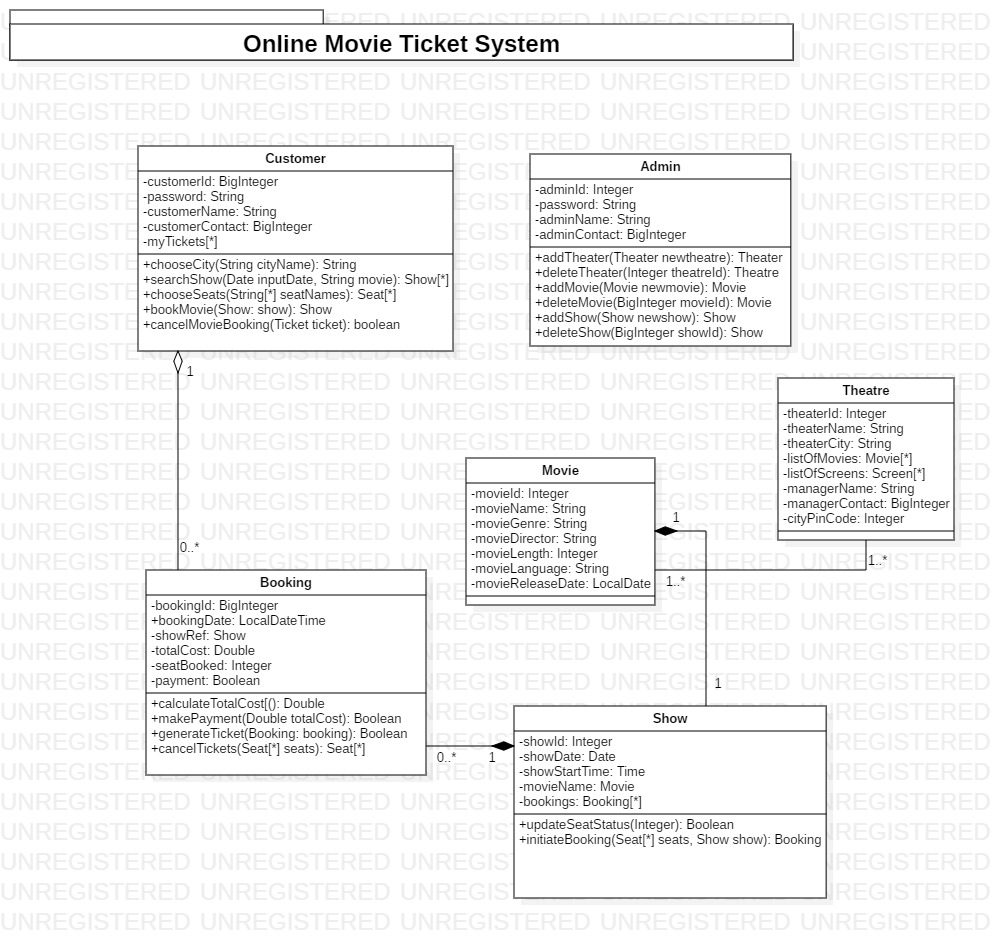 Online Movie Ticket System
Customer
-customerId: BigInteger
-password: String
-customerName: String
-customerContact: BigInteger
-myTickets[*]
+chooseCity(String cityName): String
+searchShow(Date inputDate, String movie): Show[*]
+chooseSeats(String[*] seatNames): Seat[*]
+bookMovie(Show: show): Show
+cancelMovieBooking(Ticket ticket): boolean
Admin
-adminId: Integer
-password: String
-adminName: String
-adminContact: BigInteger
+addTheater(Theater newtheatre): Theater
+deleteTheater(Integer theatreId): Theatre
+addMovie(Movie newmovie): Movie
+deleteMovie(BigInteger movieId): Movie
+addShow(Show newshow): Show
+deleteShow(BigInteger showId): Show
1
0..*
Theatre
-theaterId: Integer
-theaterName: String
-theaterCity: String
-listOfMovies: Movie[*]
-listOfScreens: Screen[*]
-managerName: String
-managerContact: BigInteger
-cityPinCode: Integer
Movie
-movieId: Integer
-movieName: String
-movieGenre: String
-movieDirector: String
-movieLength: Integer
-movieLanguage: String
-movieReleaseDate: LocalDate
1
1..*
1..*
1
Booking
-bookingId: BigInteger
+bookingDate: LocalDateTime
-showRef: Show
-totalCost: Double
-seatBooked: Integer
-payment: Boolean
+calculateTotalCost[(): Double
+makePayment(Double totalCost): Boolean
+generateTicket(Booking: booking): Boolean
+cancelTickets(Seat[*] seats): Seat[*]
0..*
1
Show
-showId: Integer
-showDate: Date
-showStartTime: Time
-movieName: Movie
-bookings: Booking[*]
+updateSeatStatus(Integer): Boolean
+initiateBooking(Seat[*] seats, Show show): Booking
UNREGISTERED